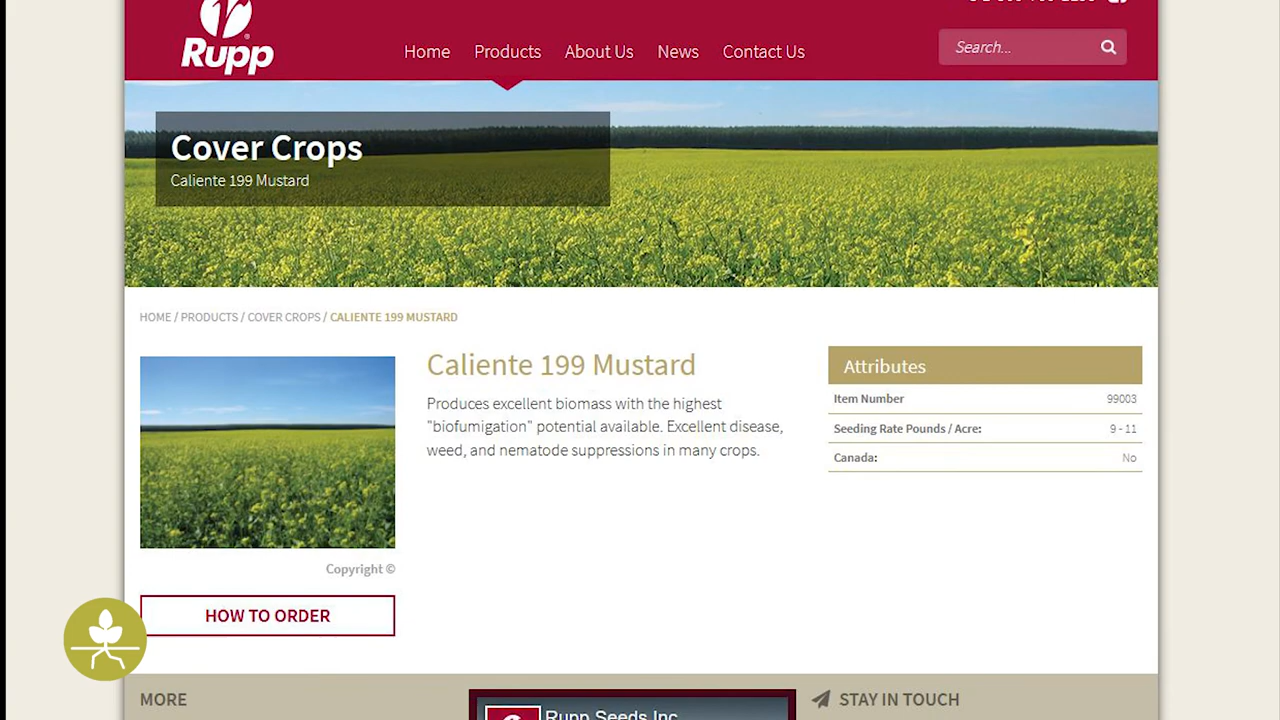 Rupp
®
Home Products About Us News Contact Us
Search...
Cover Crops
Caliente 199 Mustard
HOME / PRODUCTS / COVER CROPS / CALIENTE 199 MUSTARD
Caliente 199 Mustard
Produces excellent biomass with the highest
"biofumigation" potential available. Excellent disease,
weed, and nematode suppressions in many crops.
Attributes
Item Number 99003
Seeding Rate Pounds / Acre: 9 - 11
Canada: No
Copyright ©
HOW TO ORDER
MORE
Rupp Seeds Inc
STAY IN TOUCH